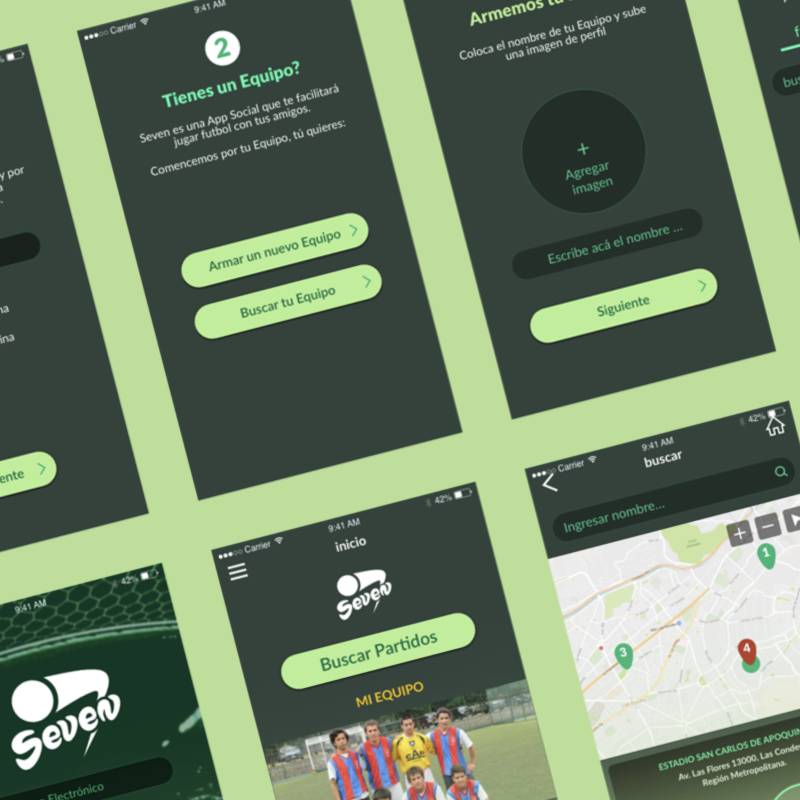 y por
a
na
ina
ente
Carrier
9:41 AM
2
Tienes un Equipo?
Seven es una App Social que te facilitará
jugar futbol con tus amigos.
Comencemos por tu Equipo, tú quieres:
Armar un nuevo Equipo
Buscar tu Equipo
Armemos tu
Coloca el nombre de tu Equipo y sube
una imagen de perfil
+
Agregar
imagen
Escribe acá el nombre ...
Siguiente
f
bus
9:41 AM
42%
Seven
Electrónico
Carrier
9:41 AM
42%
inicio
Seven
Buscar Partidos
MI EQUIPO
Carrier
9:41 AM
42%
buscar
Ingresar nombre...
+ −
1
3
4
ESTADIO SAN CARLOS DE APOQUIN
Av. Las Flores 13000, Las Conde
Región Metropolitana.